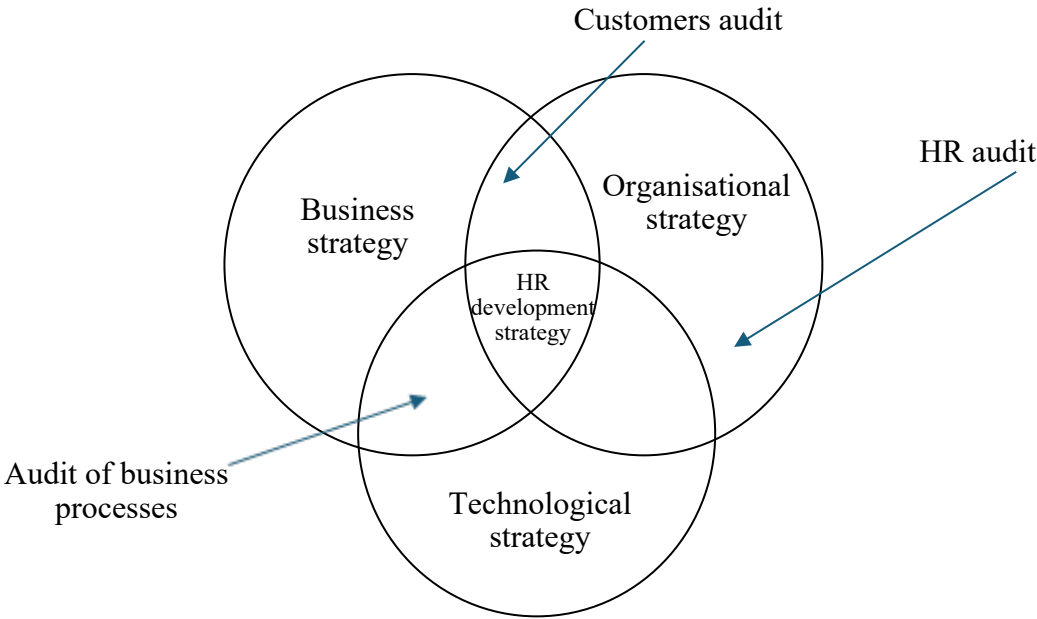 Customers audit
HR audit
Organisational
strategy
Business
strategy
HR
development
strategy
Audit of business
processes
Technological
strategy